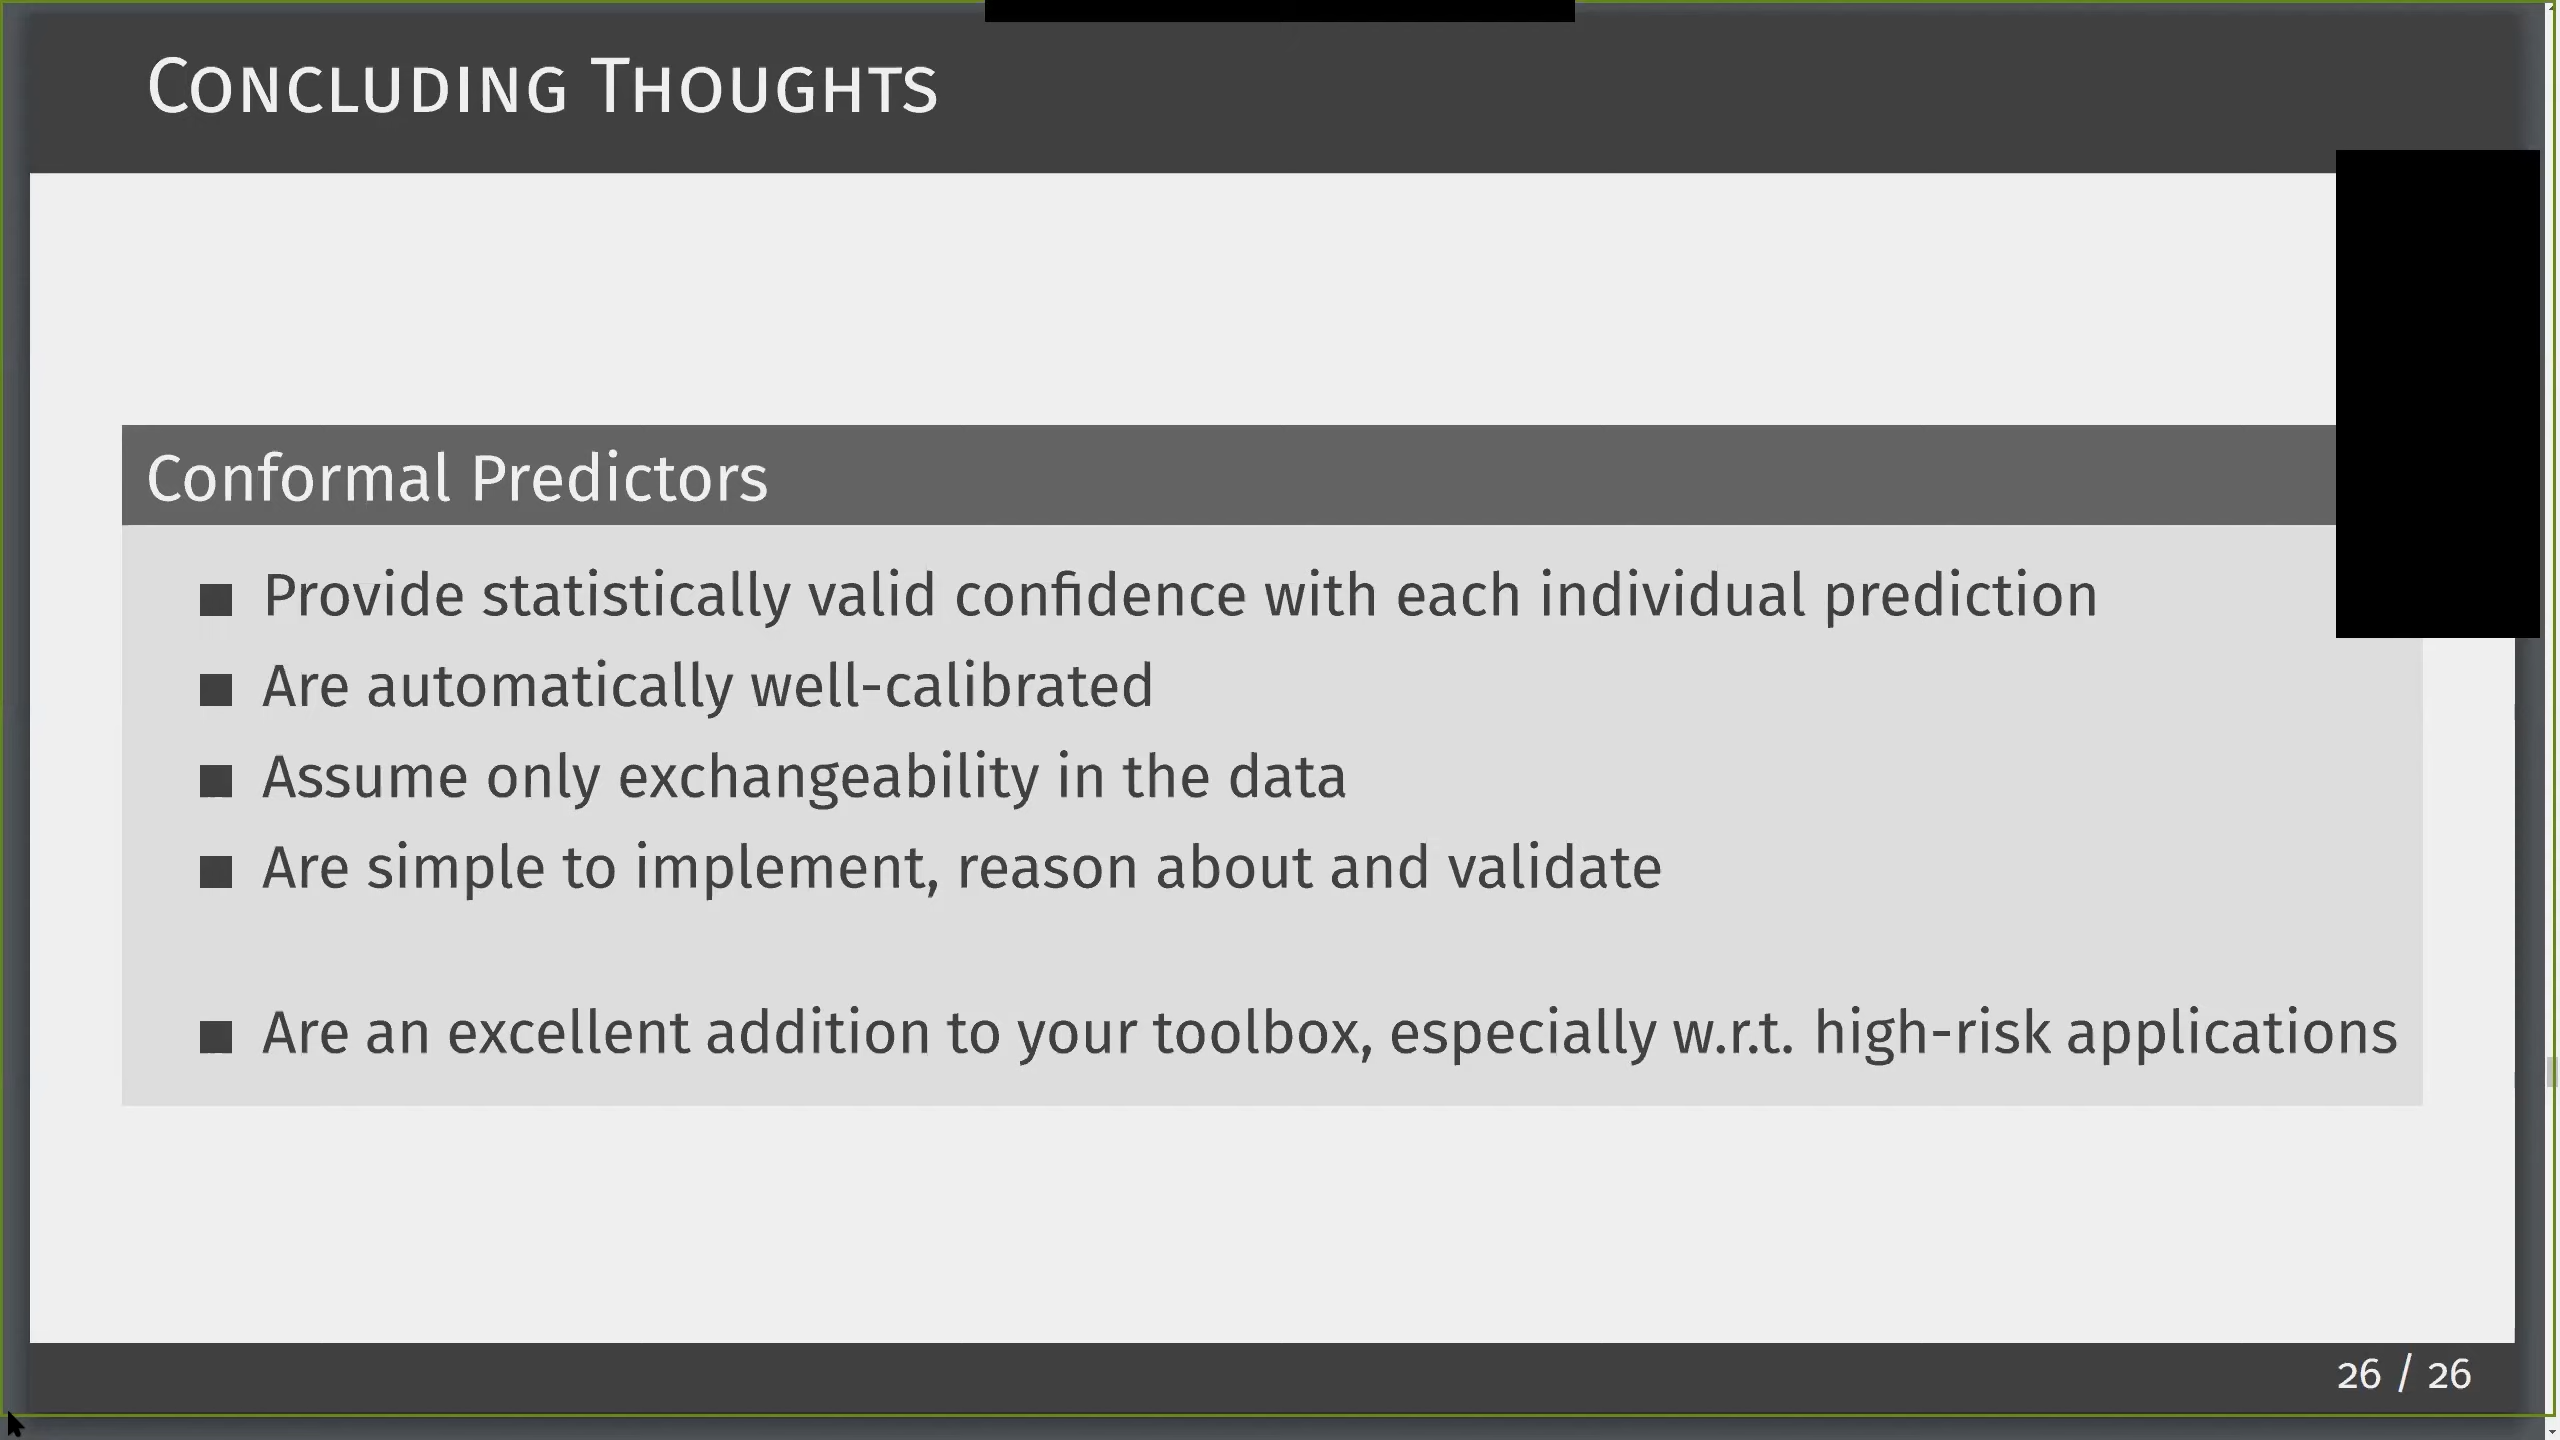 Concluding Thoughts
Conformal Predictors
Provide statistically valid confidence with each individual prediction
Are automatically well-calibrated
Assume only exchangeability in the data
Are simple to implement, reason about and validate
Are an excellent addition to your toolbox, especially w.r.t. high-risk applications
26 / 26